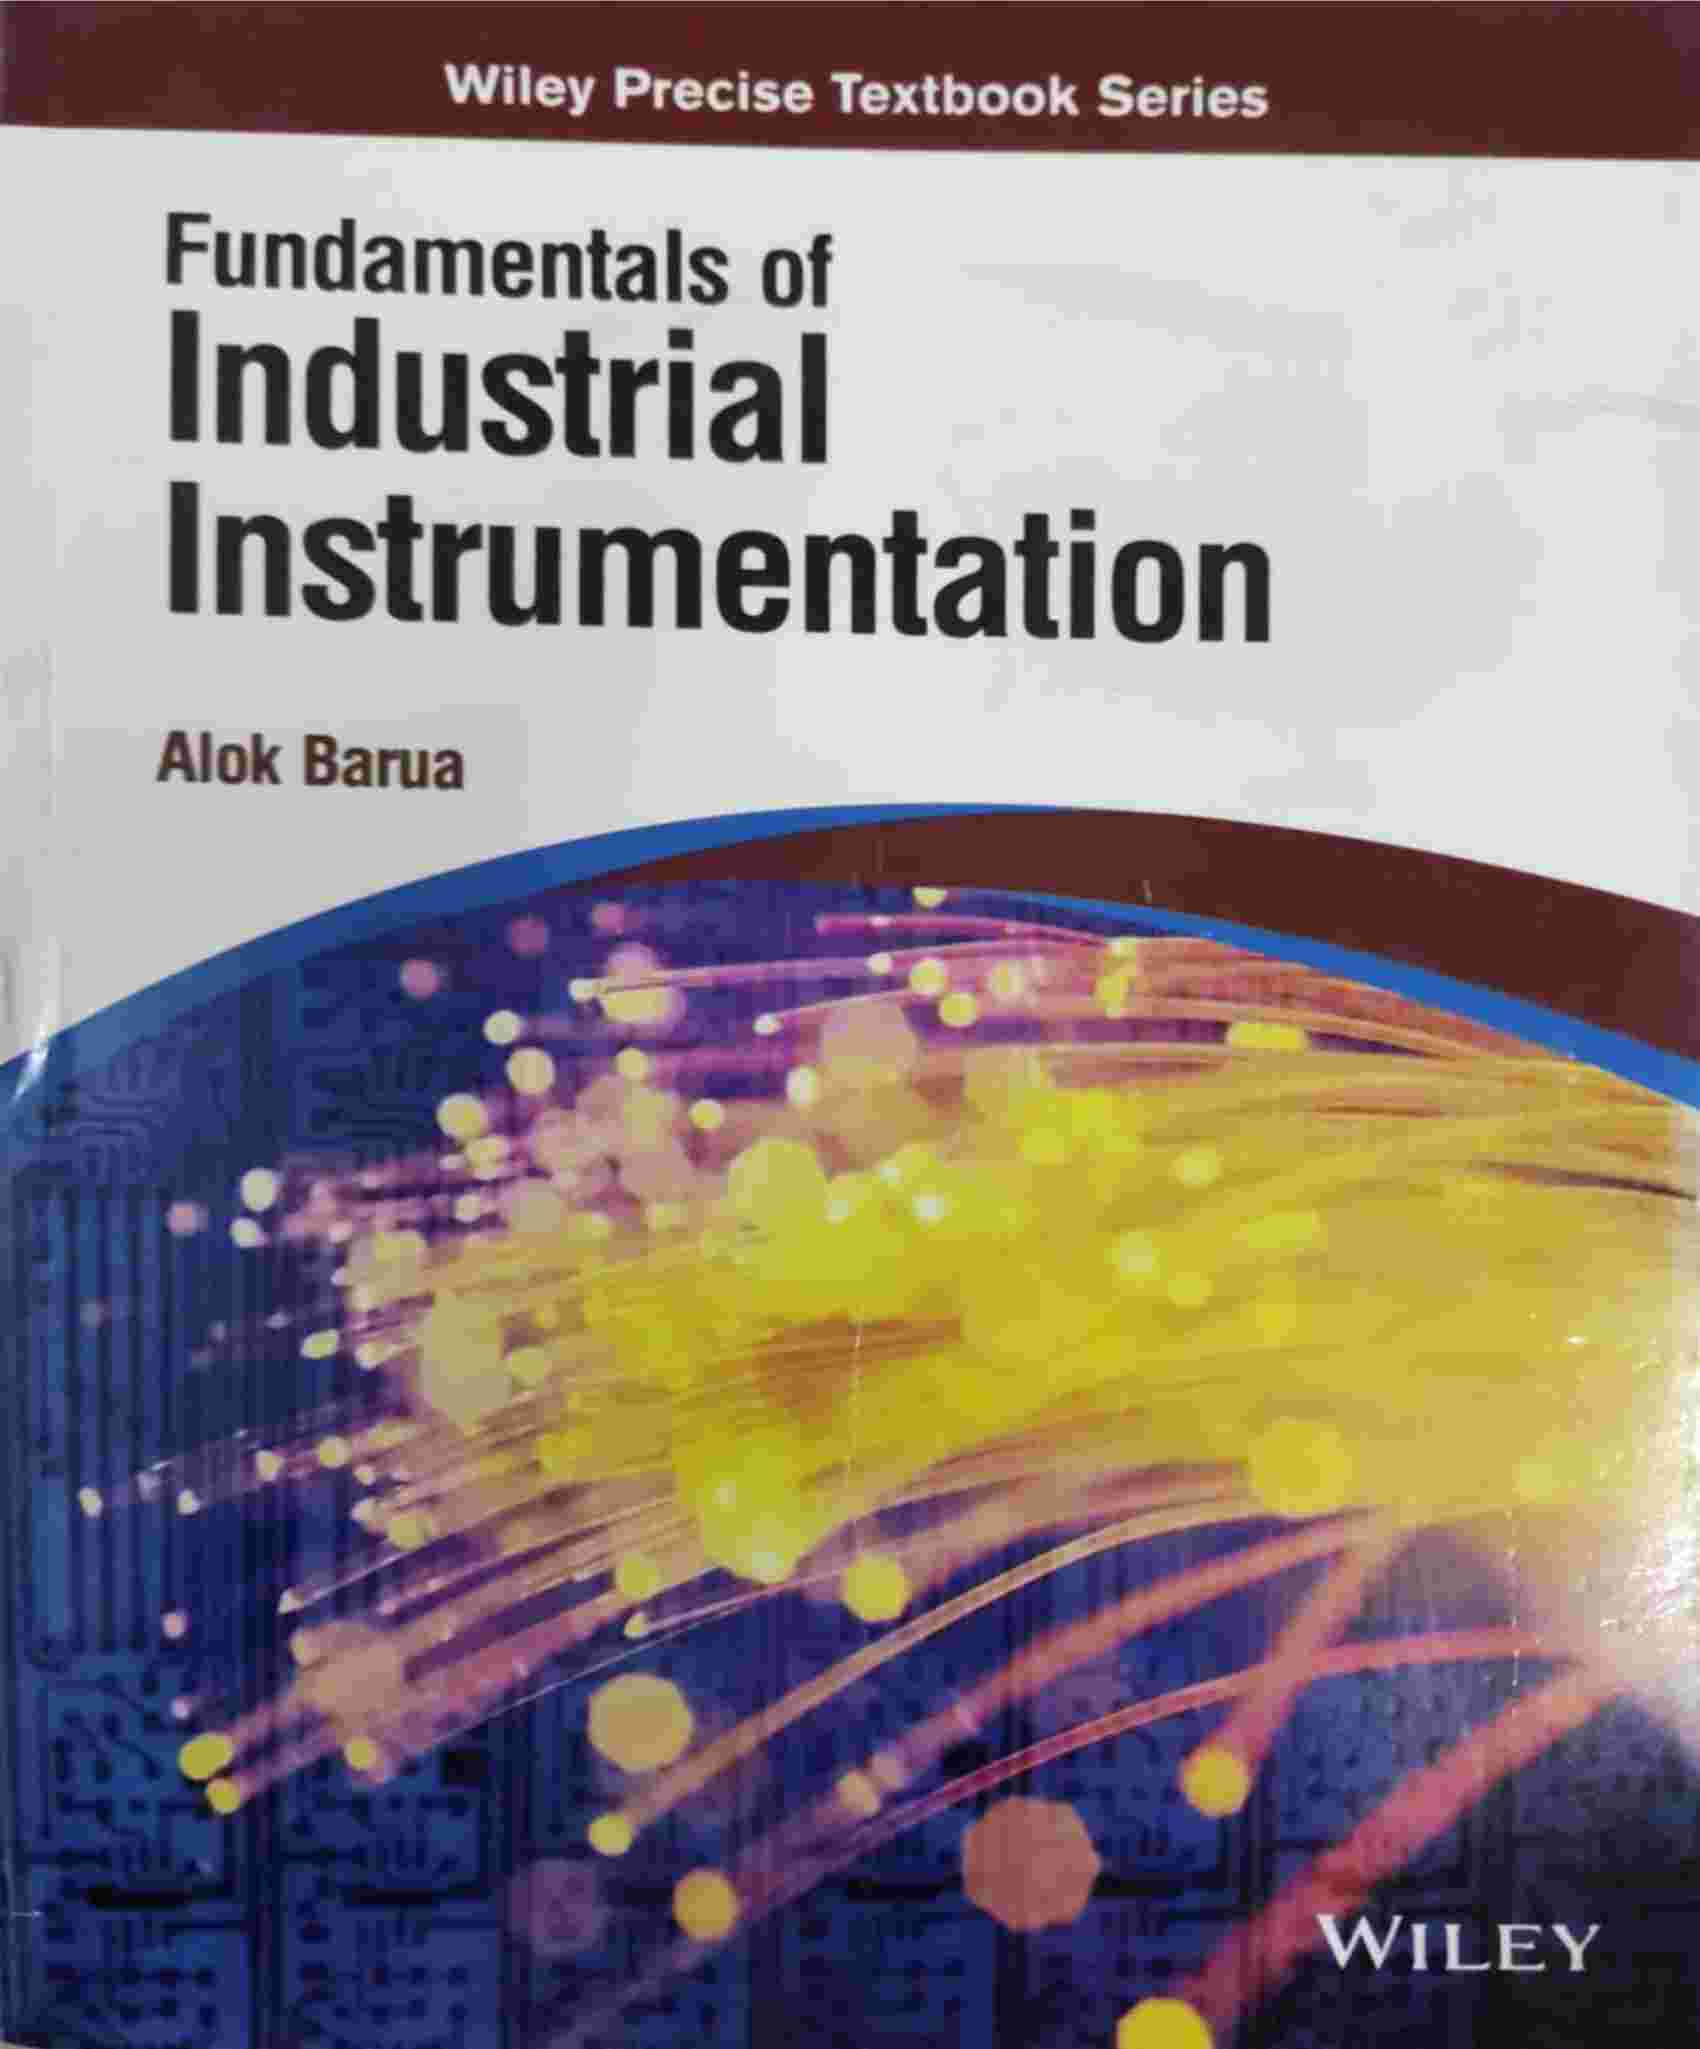 Wiley Precise Textbook Series
Fundamentals of
Industrial
Instrumentation
Alok Barua
WILEY